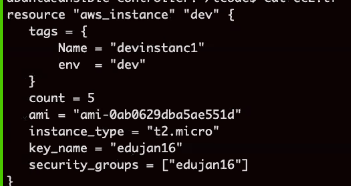 resource "aws_instance" "dev" {
tags = {
Name = "devinstanc1"
env = "dev"
}
count = 5
ami = "ami-0ab0629dba5ae551d"
instance_type = "t2.micro"
key_name = "edujan16"
security_groups = ["edujan16"]
}